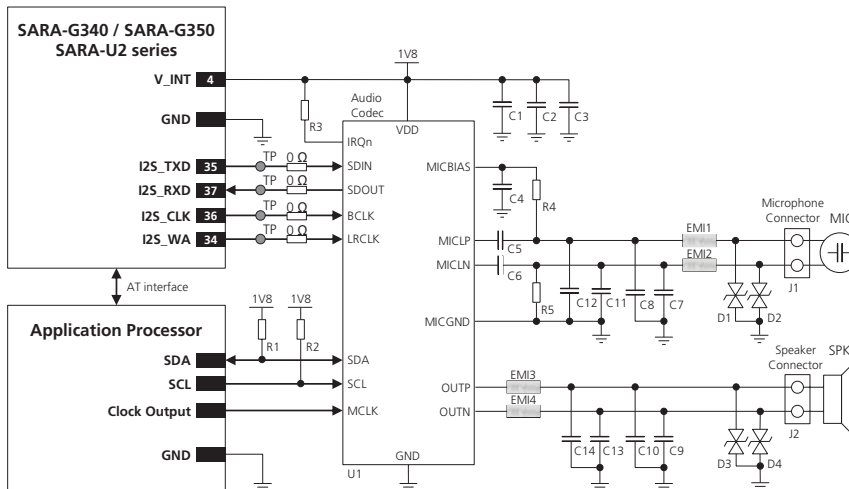 SARA-G340 / SARA-G350
SARA-U2 series
1V8
V_INT 4
Audio
Codec
C1 C2 C3
GND
R3
VDD
IRQn
TP 0 Ω
I2S_TXD 35
SDIN
MICBIAS
TP 0 Ω
I2S_RXD 37
SDOUT
C4
R4
Microphone
Connector
MIC
TP 0 Ω
I2S_CLK 36
BCLK
TP 0 Ω
I2S_WA 34
LRCLK
MICLP
C5
EMI1
MICLN
C6
EMI2
J1
AT interface
R5
C12 C11 C8 C7
D1 D2
1V8 1V8
MICGND
Application Processor
R1 R2
Speaker
Connector
SPK
SDA
SDA
SCL
SCL
OUTP
EMI3
Clock Output
MCLK
OUTN
EMI4
J2
GND
GND
C14 C13 C10 C9
D3 D4
U1